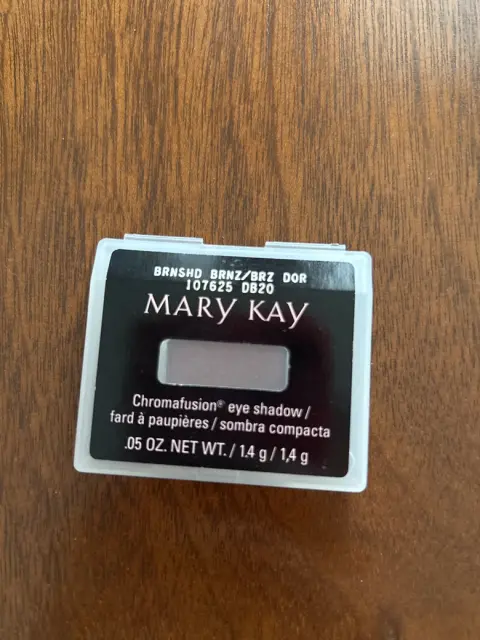 BRNSHD BRNZ/BRZ DOR
107625 DB20
MARY KAY
Chromafusion® eye shadow /
fard à paupières / sombra compacta
.05 OZ. NET WT. / 1.4 g / 1,4 g